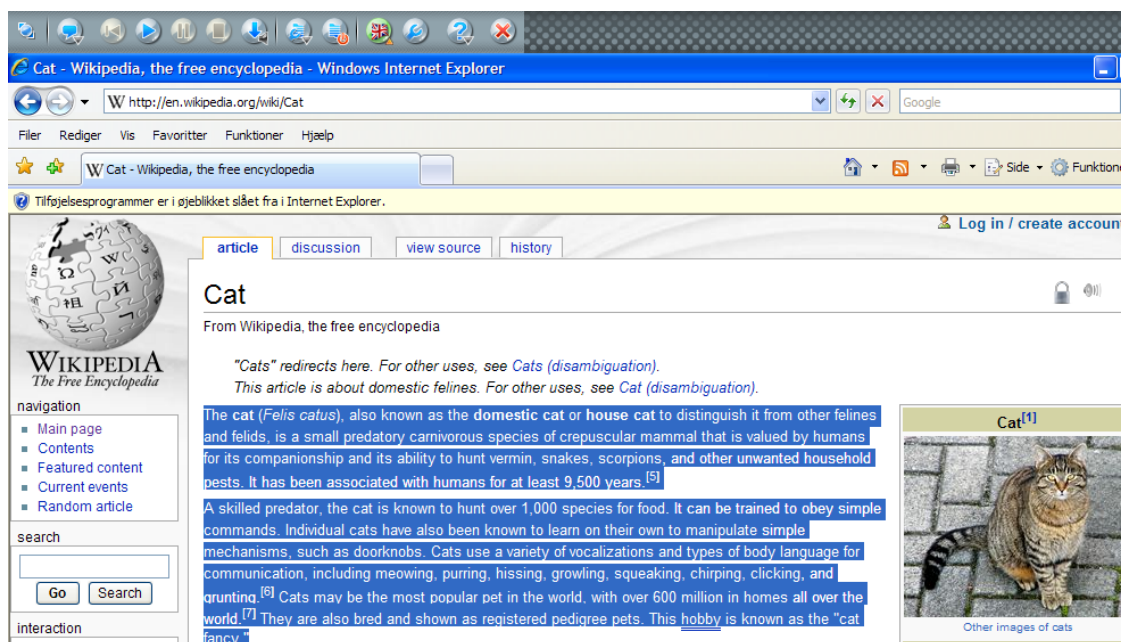 Cat - Wikipedia, the free encyclopedia - Windows Internet Explorer
W http://en.wikipedia.org/wiki/Cat
Google
Filer Rediger Vis Favoritter Funktioner Hjælp
W Cat - Wikipedia, the free encyclopedia
Side
Funktione
Tilføjelsesprogrammer er i øjeblikket slået fra i Internet Explorer.
Log in / create accoun
article discussion view source history
WIKIPEDIA
The Free Encyclopedia
navigation
Main page
Contents
Featured content
Current events
Random article
search
Go Search
interaction
Cat
From Wikipedia, the free encyclopedia
"Cats" redirects here. For other uses, see Cats (disambiguation).
This article is about domestic felines. For other uses, see Cat (disambiguation).
The cat (Felis catus), also known as the domestic cat or house cat to distinguish it from other felines
and felids, is a small predatory carnivorous species of crepuscular mammal that is valued by humans
for its companionship and its ability to hunt vermin, snakes, scorpions, and other unwanted household
pests. It has been associated with humans for at least 9,500 years.[5]
A skilled predator, the cat is known to hunt over 1,000 species for food. It can be trained to obey simple
commands. Individual cats have also been known to learn on their own to manipulate simple
mechanisms, such as doorknobs. Cats use a variety of vocalizations and types of body language for
communication, including meowing, purring, hissing, growling, squeaking, chirping, clicking, and
grunting.[6] Cats may be the most popular pet in the world, with over 600 million in homes all over the
world.[7] They are also bred and shown as registered pedigree pets. This hobby is known as the "cat
fancy."
Cat[1]
Other images of cats